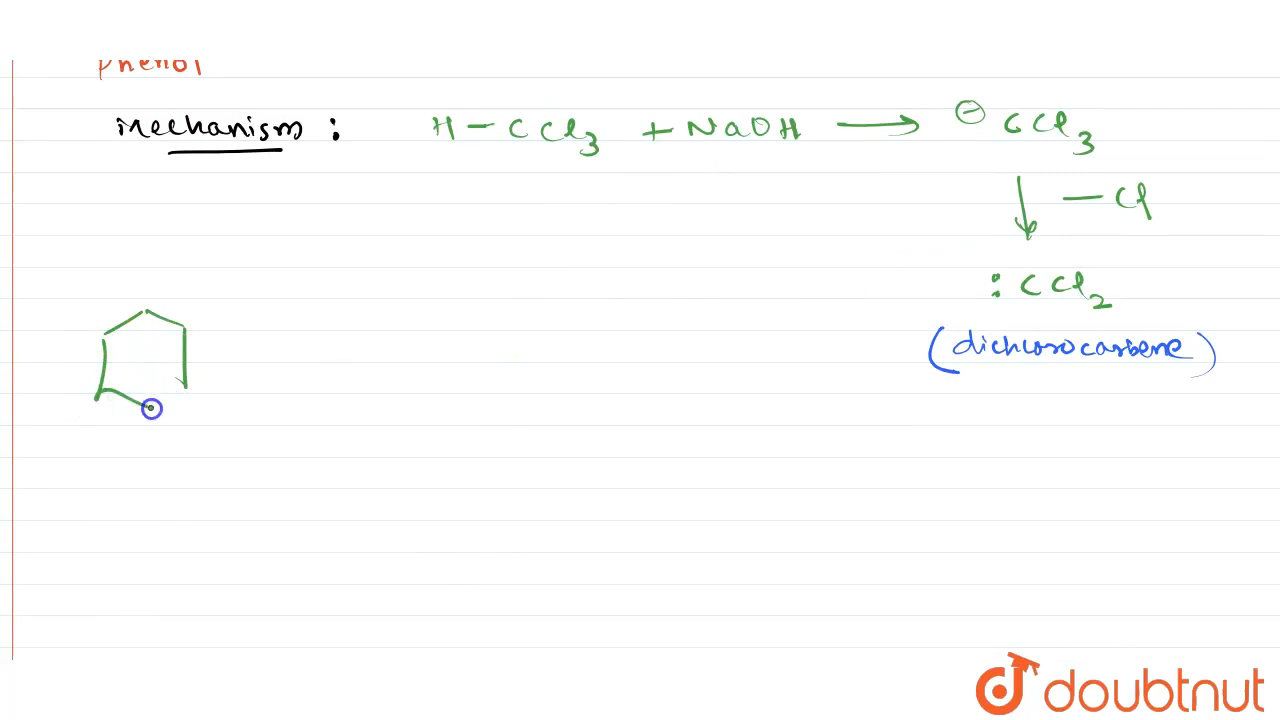 phenol
Mechanism : H - CCl3 + NaOH ⟶ ⊖CCl3
↓ - Cl
: CCl2
(dichlorocarbene)
doubtnut